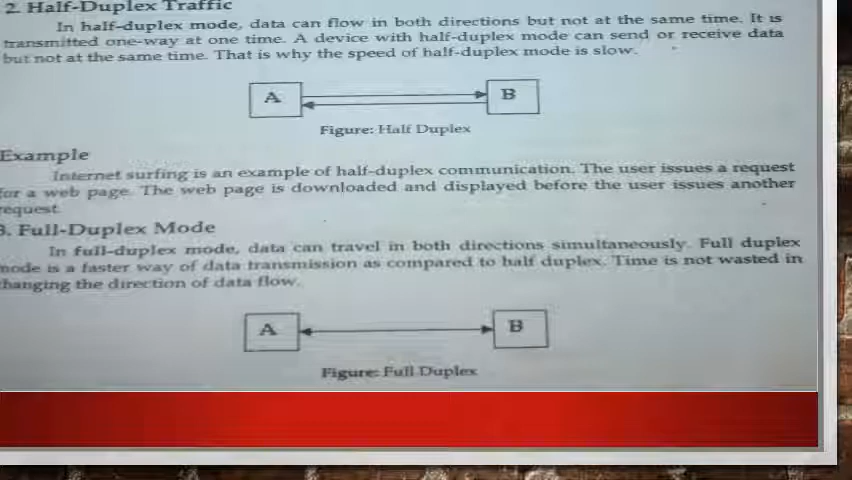 2. Half-Duplex Traffic
In half-duplex mode, data can flow in both directions but not at the same time. It is
transmitted one-way at one time. A device with half-duplex mode can send or receive data
but not at the same time. That is why the speed of half-duplex mode is slow.
A B
Figure: Half Duplex
Example
Internet surfing is an example of half-duplex communication. The user issues a request
for a web page. The web page is downloaded and displayed before the user issues another
request.
3. Full-Duplex Mode
In full-duplex mode, data can travel in both directions simultaneously. Full duplex
mode is a faster way of data transmission as compared to half duplex. Time is not wasted in
changing the direction of data flow.
A B
Figure: Full Duplex